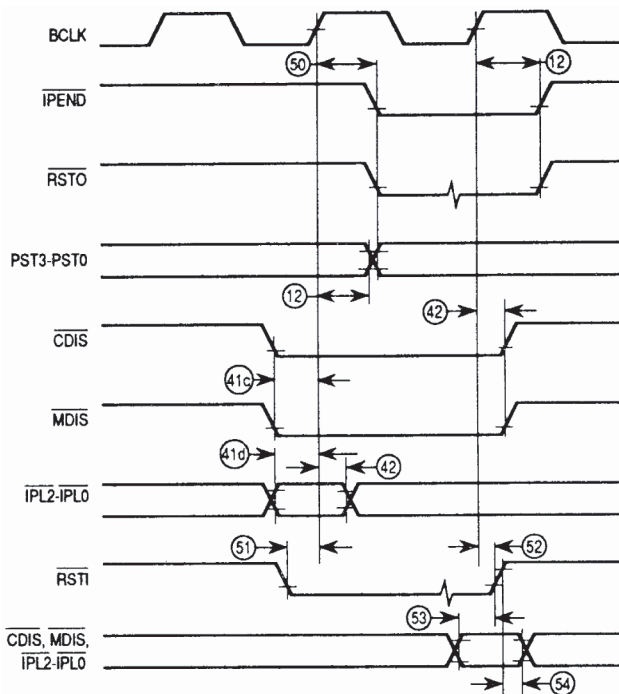 BCLK
50
12
IPEND
RSTO
PST3-PST0
12
42
CDIS
41c
MDIS
41d
42
IPL2-IPL0
51
52
RSTI
53
CDIS, MDIS,
IPL2-IPL0
54